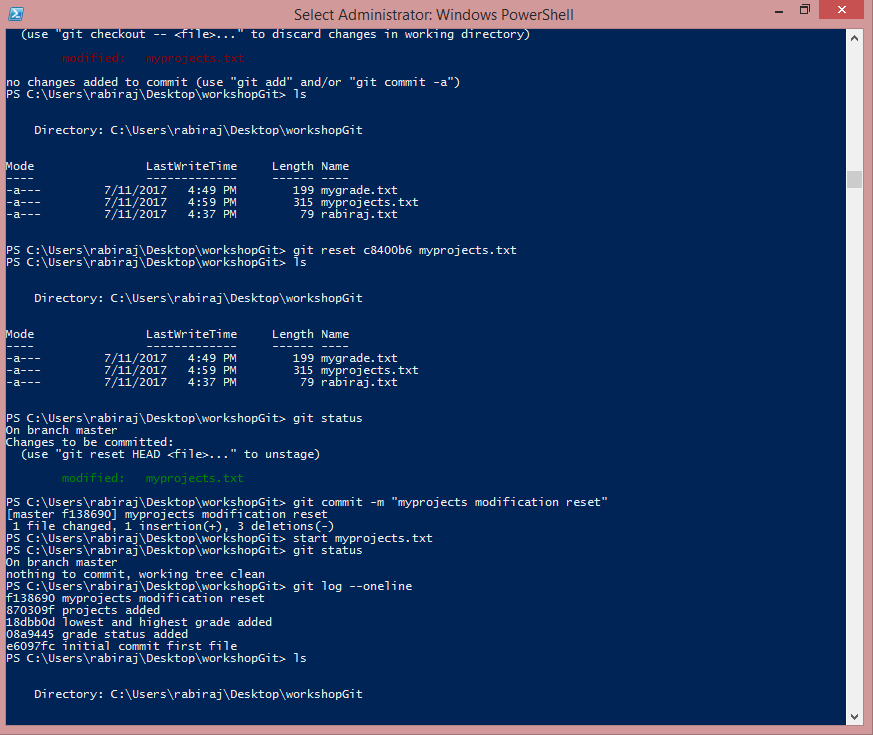 Select Administrator: Windows PowerShell
(use "git checkout -- <file>..." to discard changes in working directory)
modified:   myprojects.txt
no changes added to commit (use "git add" and/or "git commit -a")
PS C:\Users\rabiraj\Desktop\workshopGit> ls
Directory: C:\Users\rabiraj\Desktop\workshopGit
Mode                LastWriteTime     Length Name
----                -------------     ------ ----
-a---         7/11/2017   4:49 PM        199 mygrade.txt
-a---         7/11/2017   4:59 PM        315 myprojects.txt
-a---         7/11/2017   4:37 PM         79 rabiraj.txt
PS C:\Users\rabiraj\Desktop\workshopGit> git reset c8400b6 myprojects.txt
PS C:\Users\rabiraj\Desktop\workshopGit> ls
Directory: C:\Users\rabiraj\Desktop\workshopGit
Mode                LastWriteTime     Length Name
----                -------------     ------ ----
-a---         7/11/2017   4:49 PM        199 mygrade.txt
-a---         7/11/2017   4:59 PM        315 myprojects.txt
-a---         7/11/2017   4:37 PM         79 rabiraj.txt
PS C:\Users\rabiraj\Desktop\workshopGit> git status
On branch master
Changes to be committed:
(use "git reset HEAD <file>..." to unstage)
modified:   myprojects.txt
PS C:\Users\rabiraj\Desktop\workshopGit> git commit -m "myprojects modification reset"
[master f138690] myprojects modification reset
1 file changed, 1 insertion(+), 3 deletions(-)
PS C:\Users\rabiraj\Desktop\workshopGit> start myprojects.txt
PS C:\Users\rabiraj\Desktop\workshopGit> git status
On branch master
nothing to commit, working tree clean
PS C:\Users\rabiraj\Desktop\workshopGit> git log --oneline
f138690 myprojects modification reset
870309f projects added
18dbb0d lowest and highest grade added
08a9445 grade status added
e6097fc initial commit first file
PS C:\Users\rabiraj\Desktop\workshopGit> ls
Directory: C:\Users\rabiraj\Desktop\workshopGit